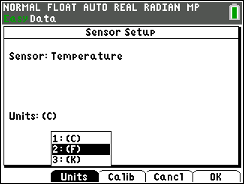 NORMAL FLOAT AUTO REAL RADIAN MP
Data
Sensor Setup
Sensor: Temperature
Units: (C)
1: (C)
2: (F)
3: (K)
Units Calib Cancl OK